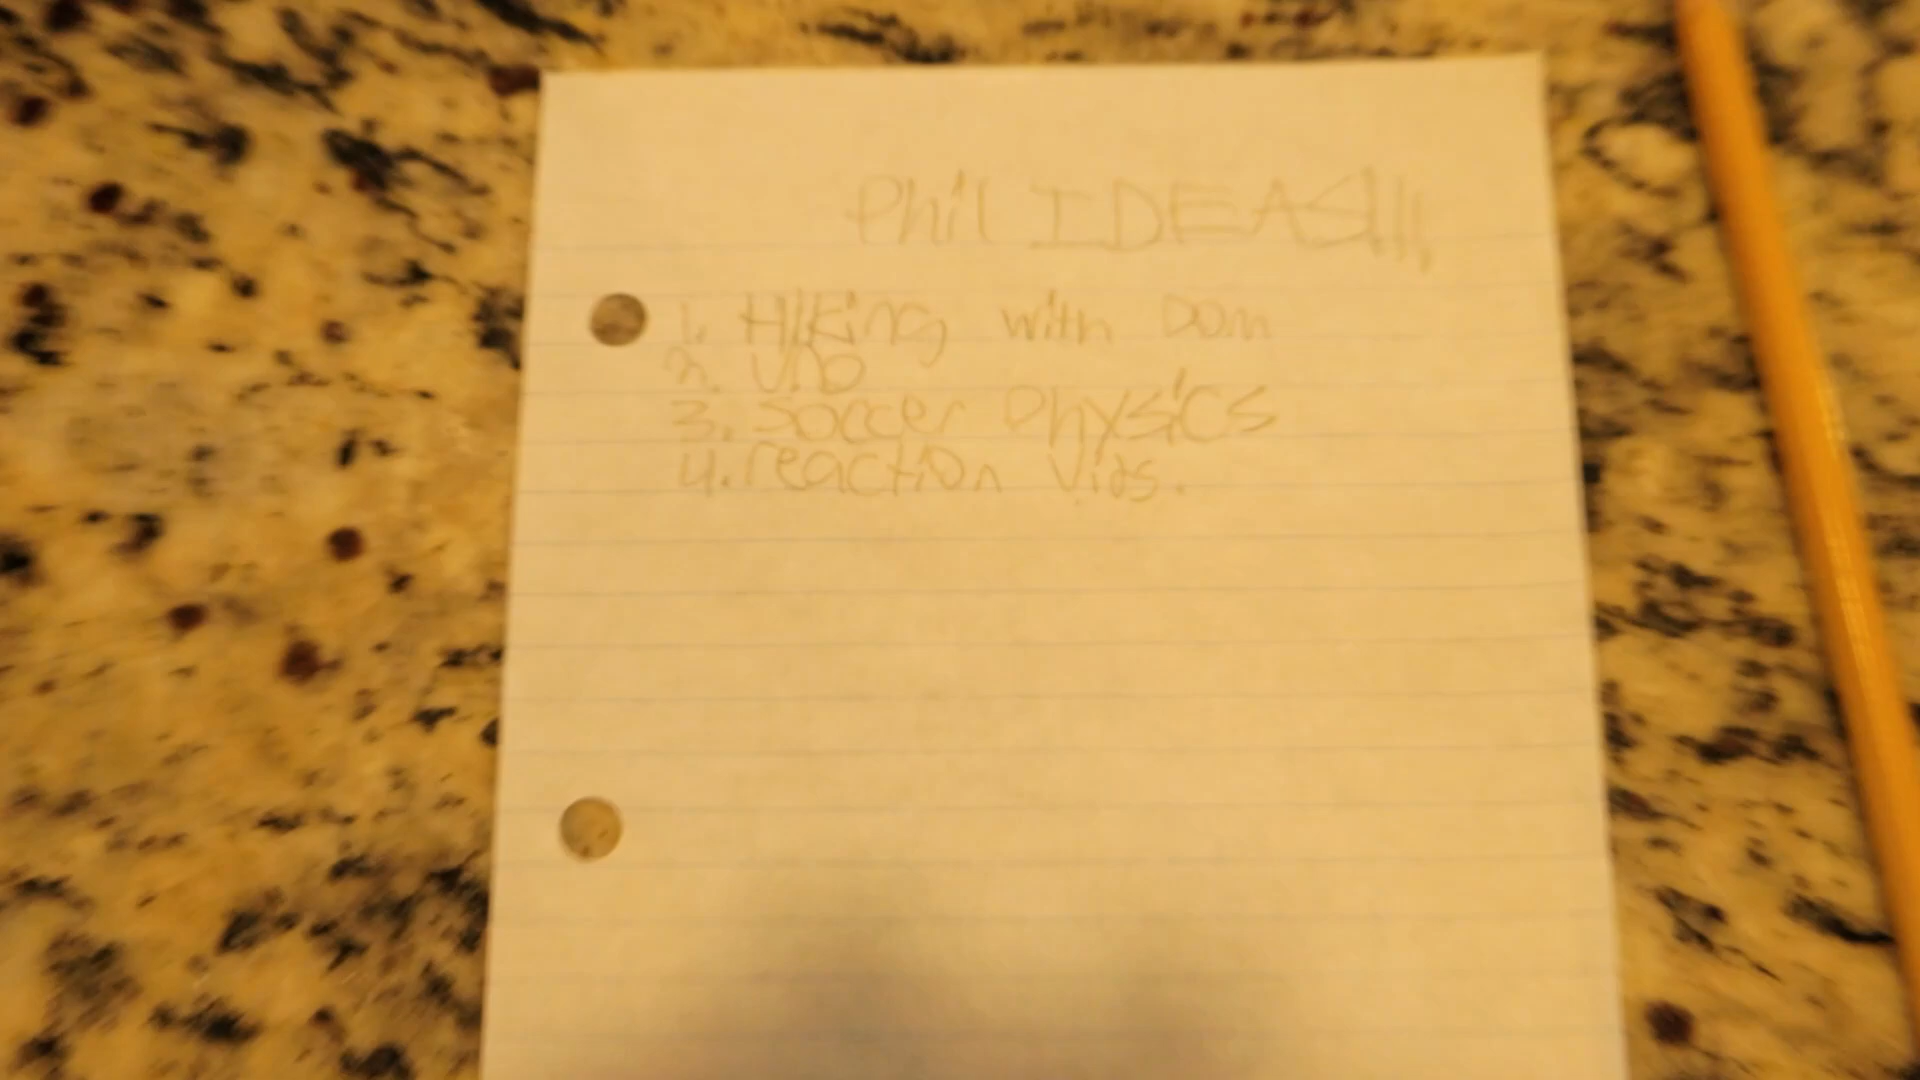 Phil IDEAS!!!
1. Hiking with Dom
2. UNO
3. Soccer Physics
4. reaction vids.